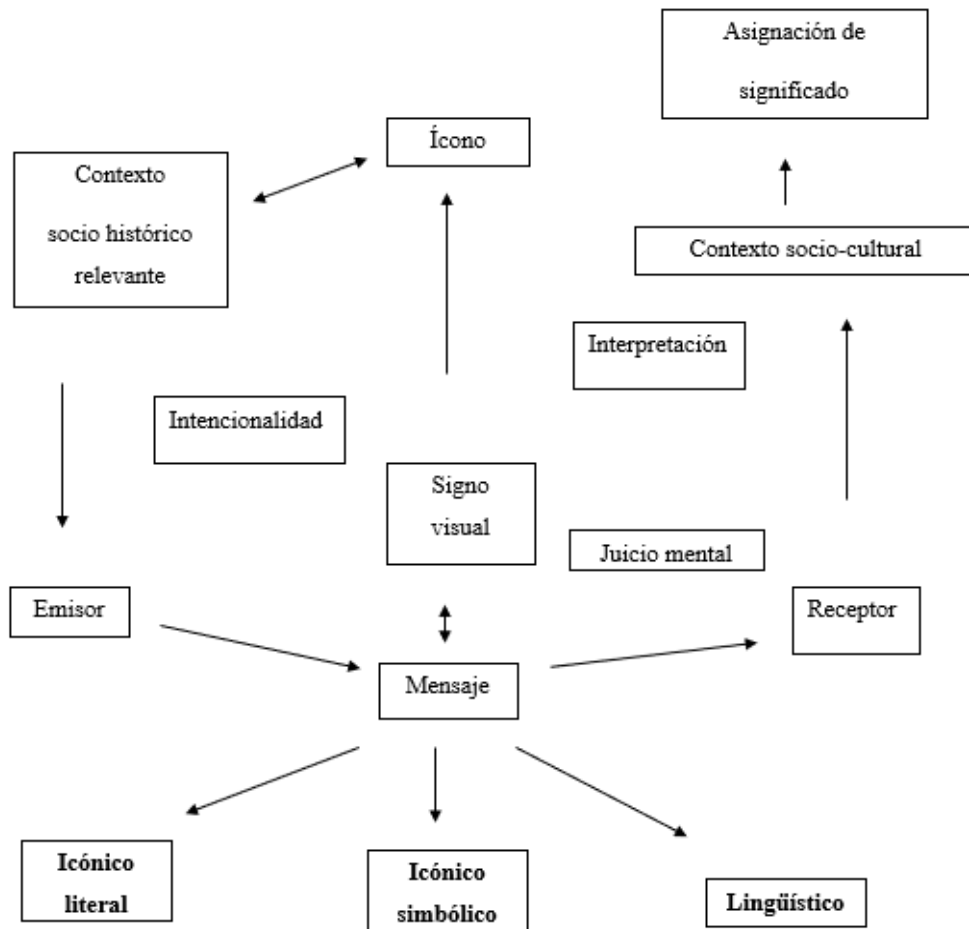 Asignación de
significado
Ícono
Contexto
socio histórico
relevante
Contexto socio-cultural
Interpretación
Intencionalidad
Signo
visual
Juicio mental
Emisor
Receptor
Mensaje
Icónico
literal
Icónico
simbólico
Lingüístico